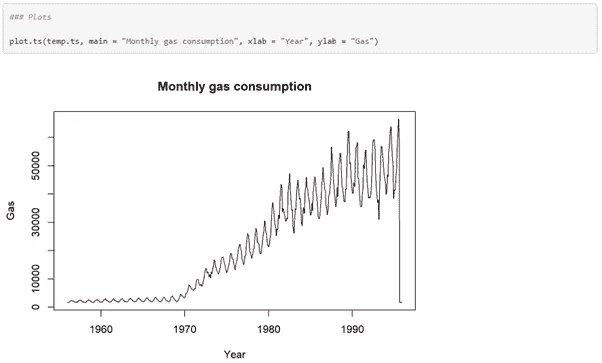 ### Plots
plot.ts(temp.ts, main = "Monthly gas consumption", xlab = "Year", ylab = "Gas")
Monthly gas consumption
Gas
50000
30000
10000
0
1960 1970 1980 1990
Year